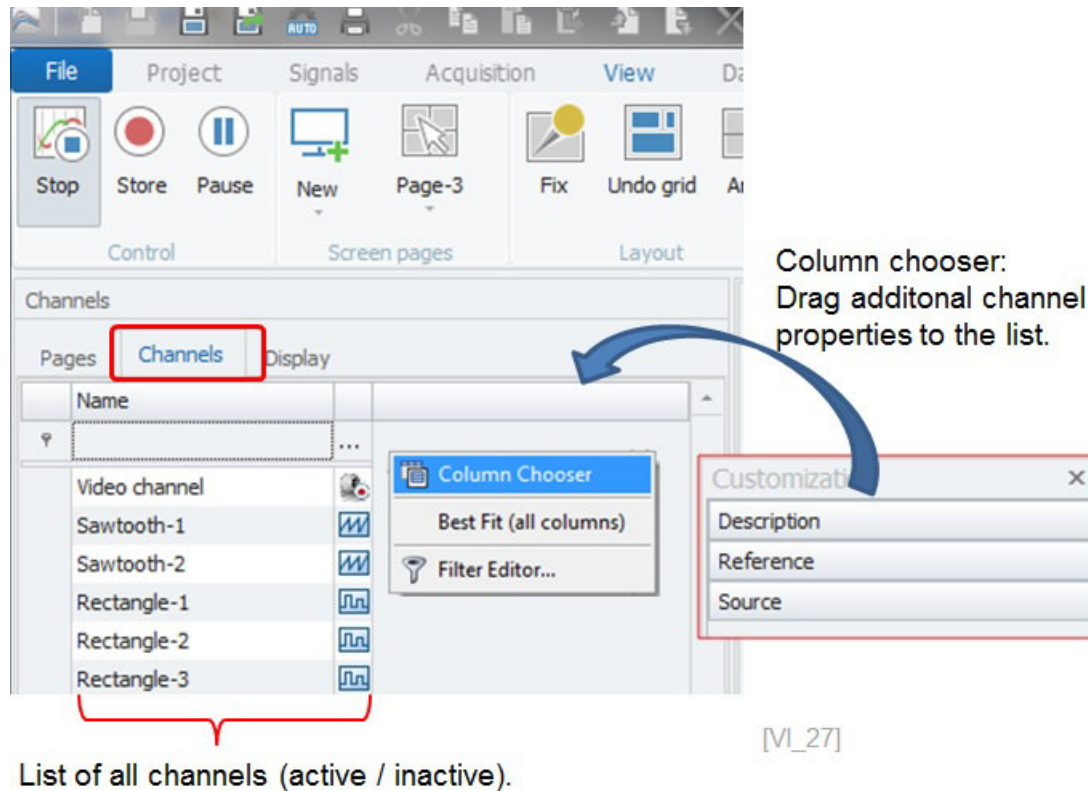 AUTO
File Project Signals Acquisition View
Stop Store Pause New Page-3 Fix Undo grid
Control Screen pages Layout
Column chooser:
Drag additonal channel
properties to the list.
Channels
Pages Channels Display
Name
...
Column Chooser
Best Fit (all columns)
Filter Editor...
Video channel
Sawtooth-1
Sawtooth-2
Rectangle-1
Rectangle-2
Rectangle-3
Description
Reference
Source
[VI_27]
List of all channels (active / inactive).